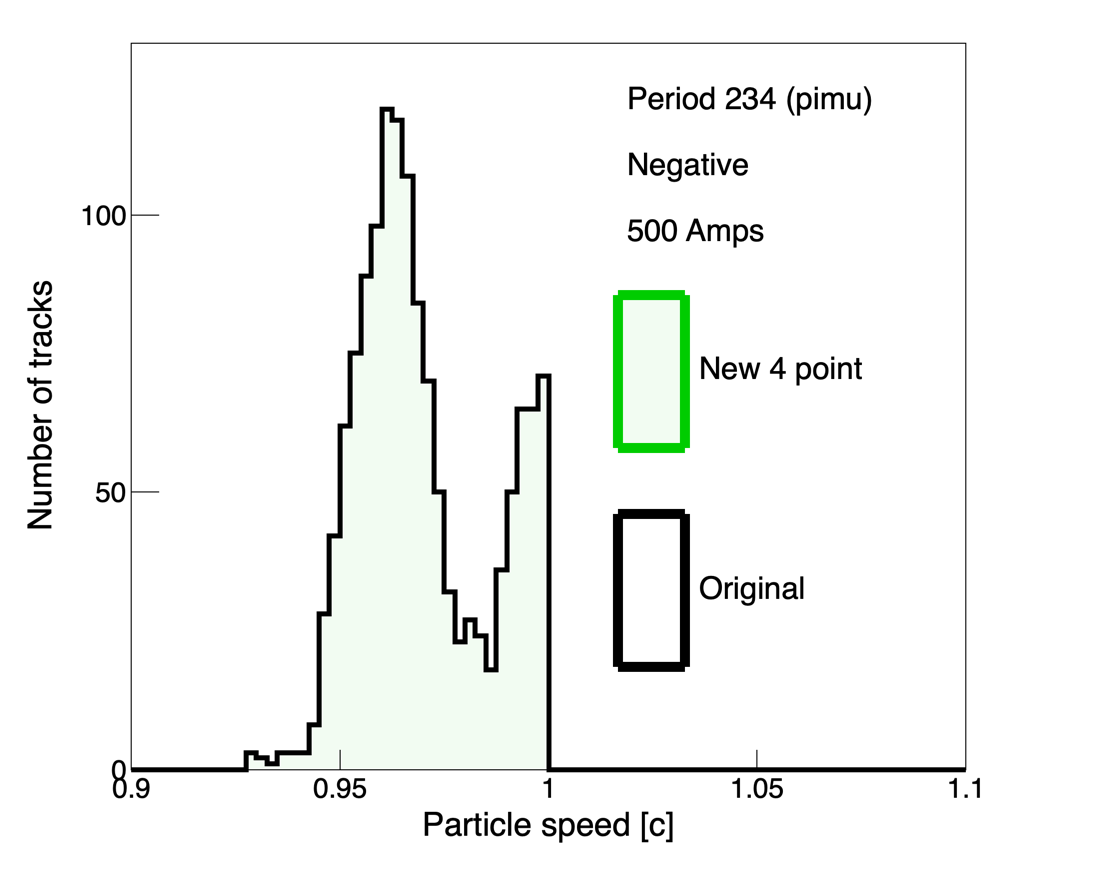 Period 234 (pimu)
Negative
500 Amps
New 4 point
Original
Number of tracks
100
50
0
0.9 0.95 1 1.05 1.1
Particle speed [c]